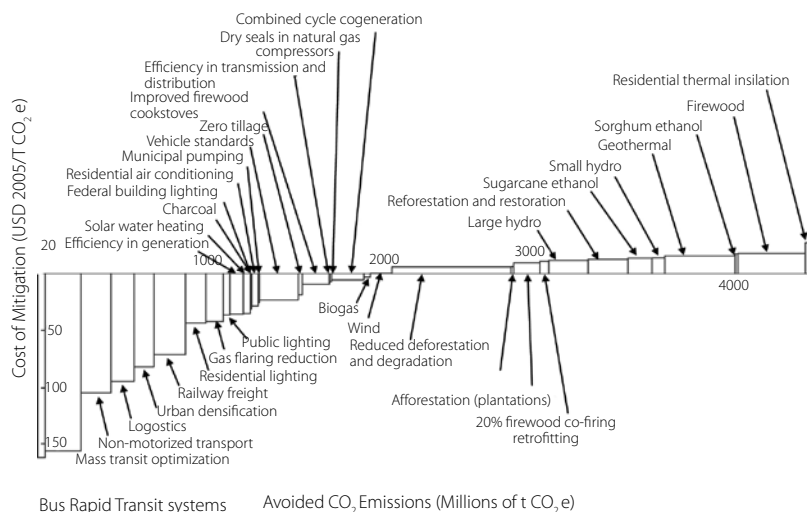 Combined cycle cogeneration
Dry seals in natural gas
compressors
Efficiency in transmission and
distribution
Improved firewood
cookstoves
Zero tillage
Vehicle standards
Municipal pumping
Residential air conditioning
Federal building lighting
Charcoal
Solar water heating
Efficiency in generation
Residential thermal insilation
Firewood
Sorghum ethanol
Geothermal
Small hydro
Sugarcane ethanol
Reforestation and restoration
Large hydro
Cost of Mitigation (USD 2005/T CO2 e)
20
1000
2000
3000
4000
50
100
150
Biogas
Wind
Reduced deforestation
and degradation
Public lighting
Gas flaring reduction
Residential lighting
Railway freight
Urban densification
Logostics
Non-motorized transport
Mass transit optimization
Afforestation (plantations)
20% firewood co-firing
retrofitting
Bus Rapid Transit systems
Avoided CO2 Emissions (Millions of t CO2 e)